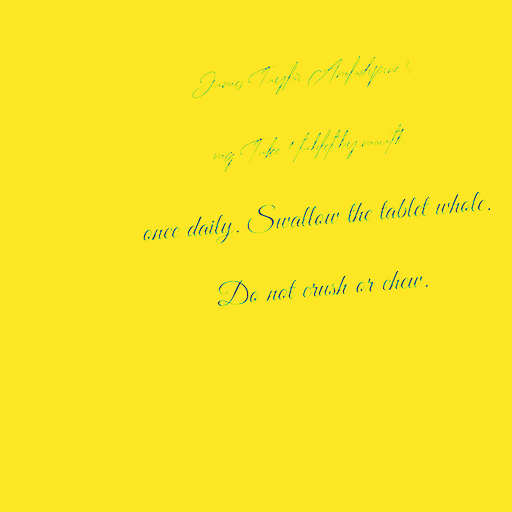 James Taylor Amlodipine 5
mg Take 1 tablet by mouth
once daily. Swallow the tablet whole.
Do not crush or chew.